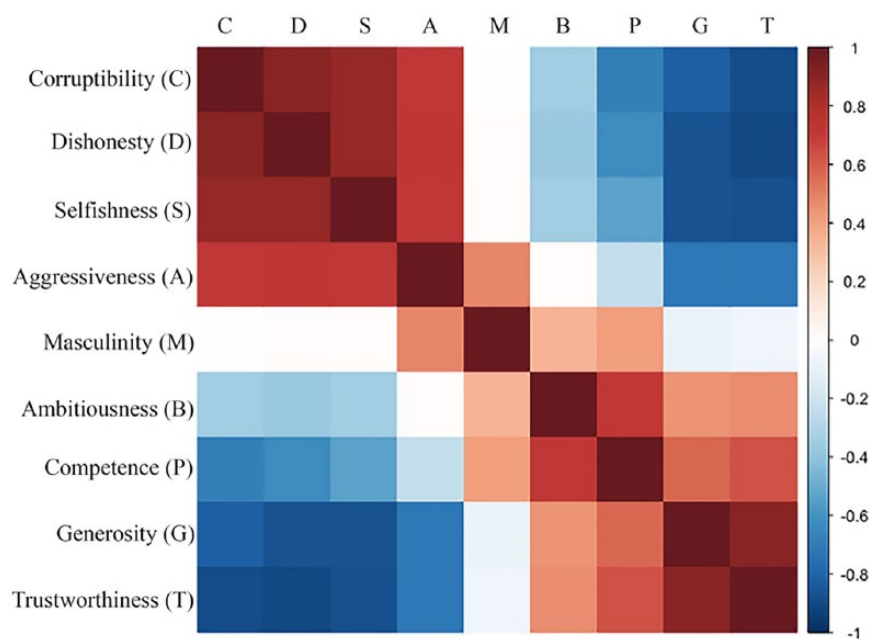 C D S A M B P G T
Corruptibility (C)
Dishonesty (D)
Selfishness (S)
Aggressiveness (A)
Masculinity (M)
Ambitiousness (B)
Competence (P)
Generosity (G)
Trustworthiness (T)
1
0.8
0.6
0.4
0.2
0
-0.2
-0.4
-0.6
-0.8
-1